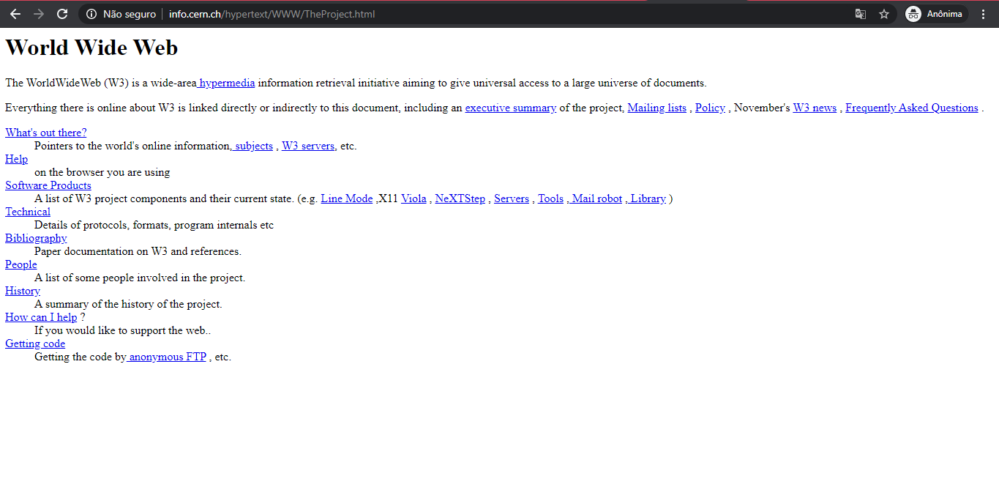 Não seguro info.cern.ch/hypertext/WWW/TheProject.html Anônima
World Wide Web
The WorldWideWeb (W3) is a wide-area hypermedia information retrieval initiative aiming to give universal access to a large universe of documents.
Everything there is online about W3 is linked directly or indirectly to this document, including an executive summary of the project, Mailing lists , Policy , November's W3 news , Frequently Asked Questions .
What's out there?
Pointers to the world's online information, subjects , W3 servers, etc.
Help
on the browser you are using
Software Products
A list of W3 project components and their current state. (e.g. Line Mode ,X11 Viola , NeXTStep , Servers , Tools , Mail robot , Library )
Technical
Details of protocols, formats, program internals etc
Bibliography
Paper documentation on W3 and references.
People
A list of some people involved in the project.
History
A summary of the history of the project.
How can I help ?
If you would like to support the web..
Getting code
Getting the code by anonymous FTP , etc.